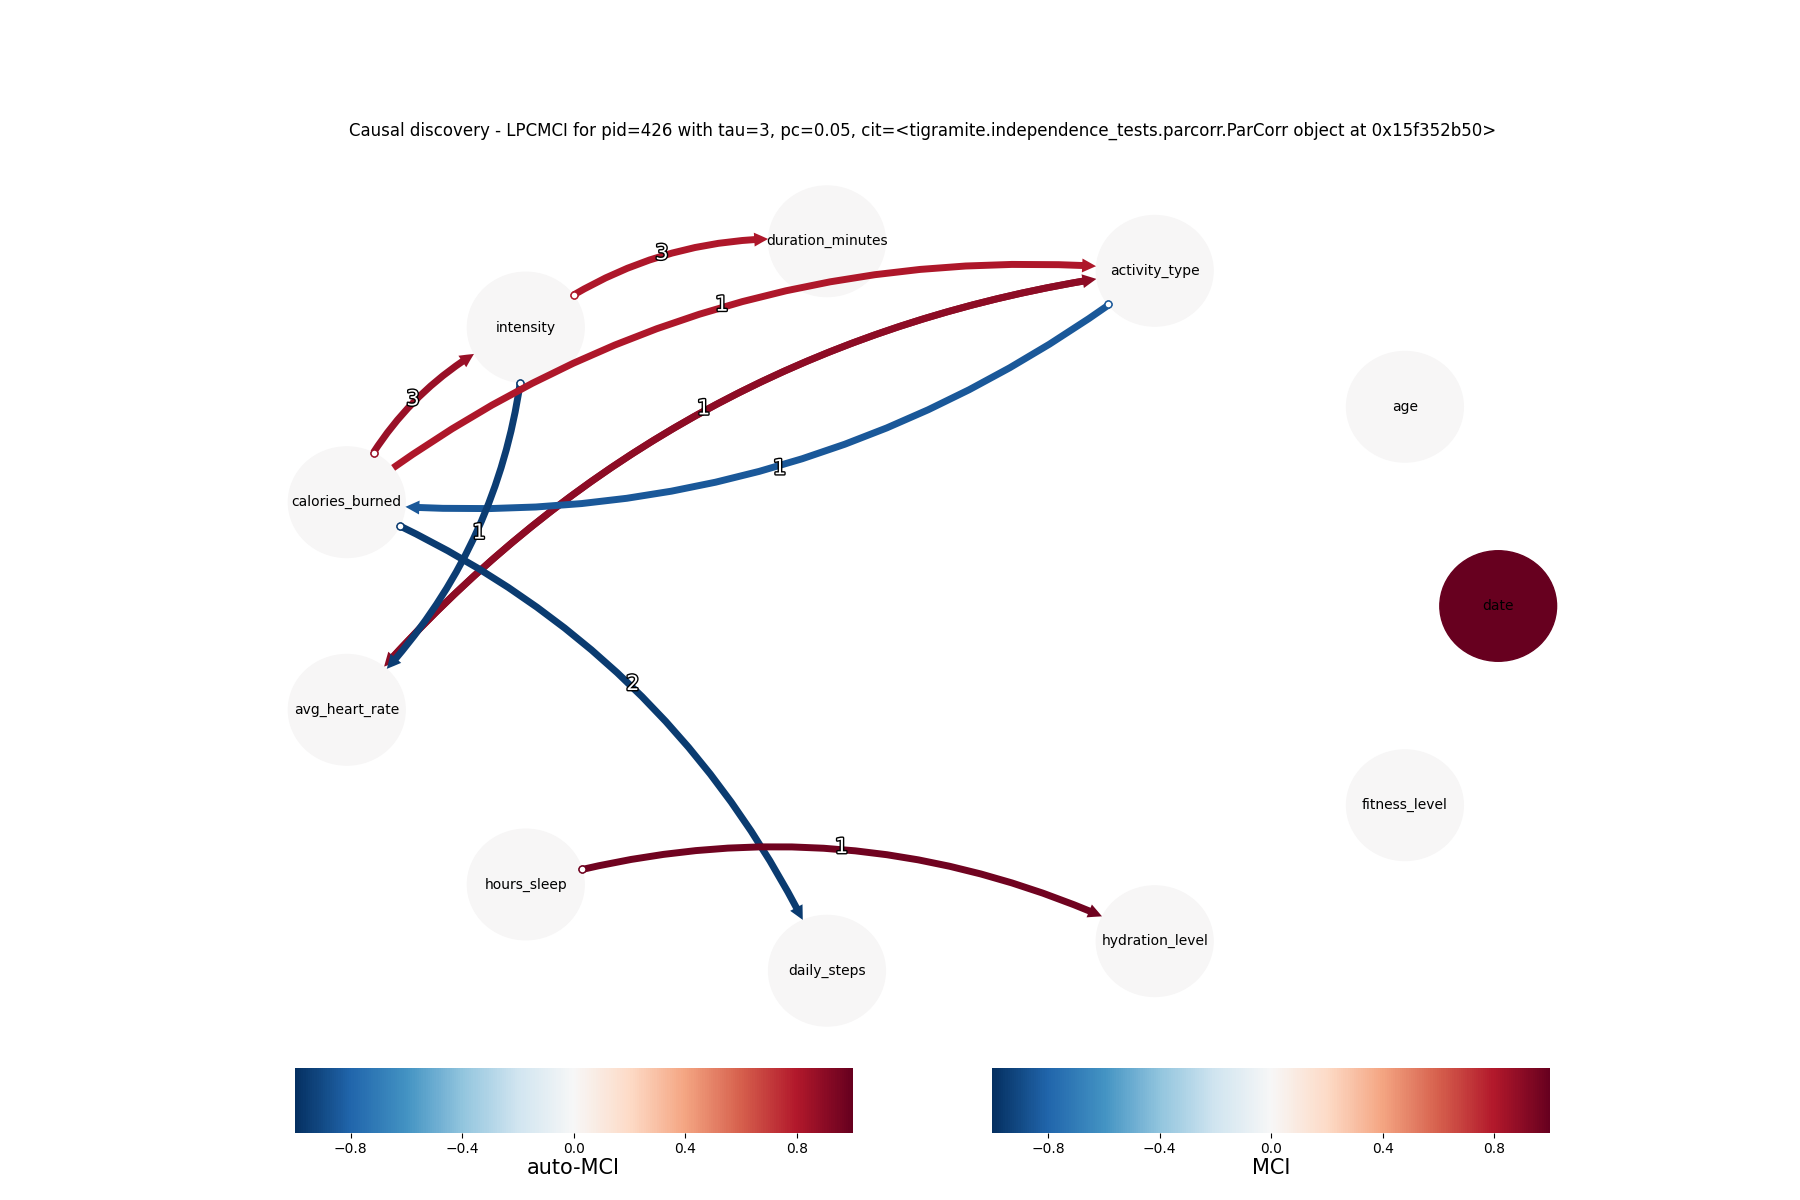 Causal discovery - LPCMCI for pid=426 with tau=3, pc=0.05, cit=<tigramite.independence_tests.parcorr.ParCorr object at 0x15f352b50>
duration_minutes
3
activity_type
1
intensity
3
age
1
1
calories_burned
1
date
2
avg_heart_rate
fitness_level
1
hours_sleep
hydration_level
daily_steps
−0.8 −0.4 0.0 0.4 0.8
auto-MCI
−0.8 −0.4 0.0 0.4 0.8
MCI